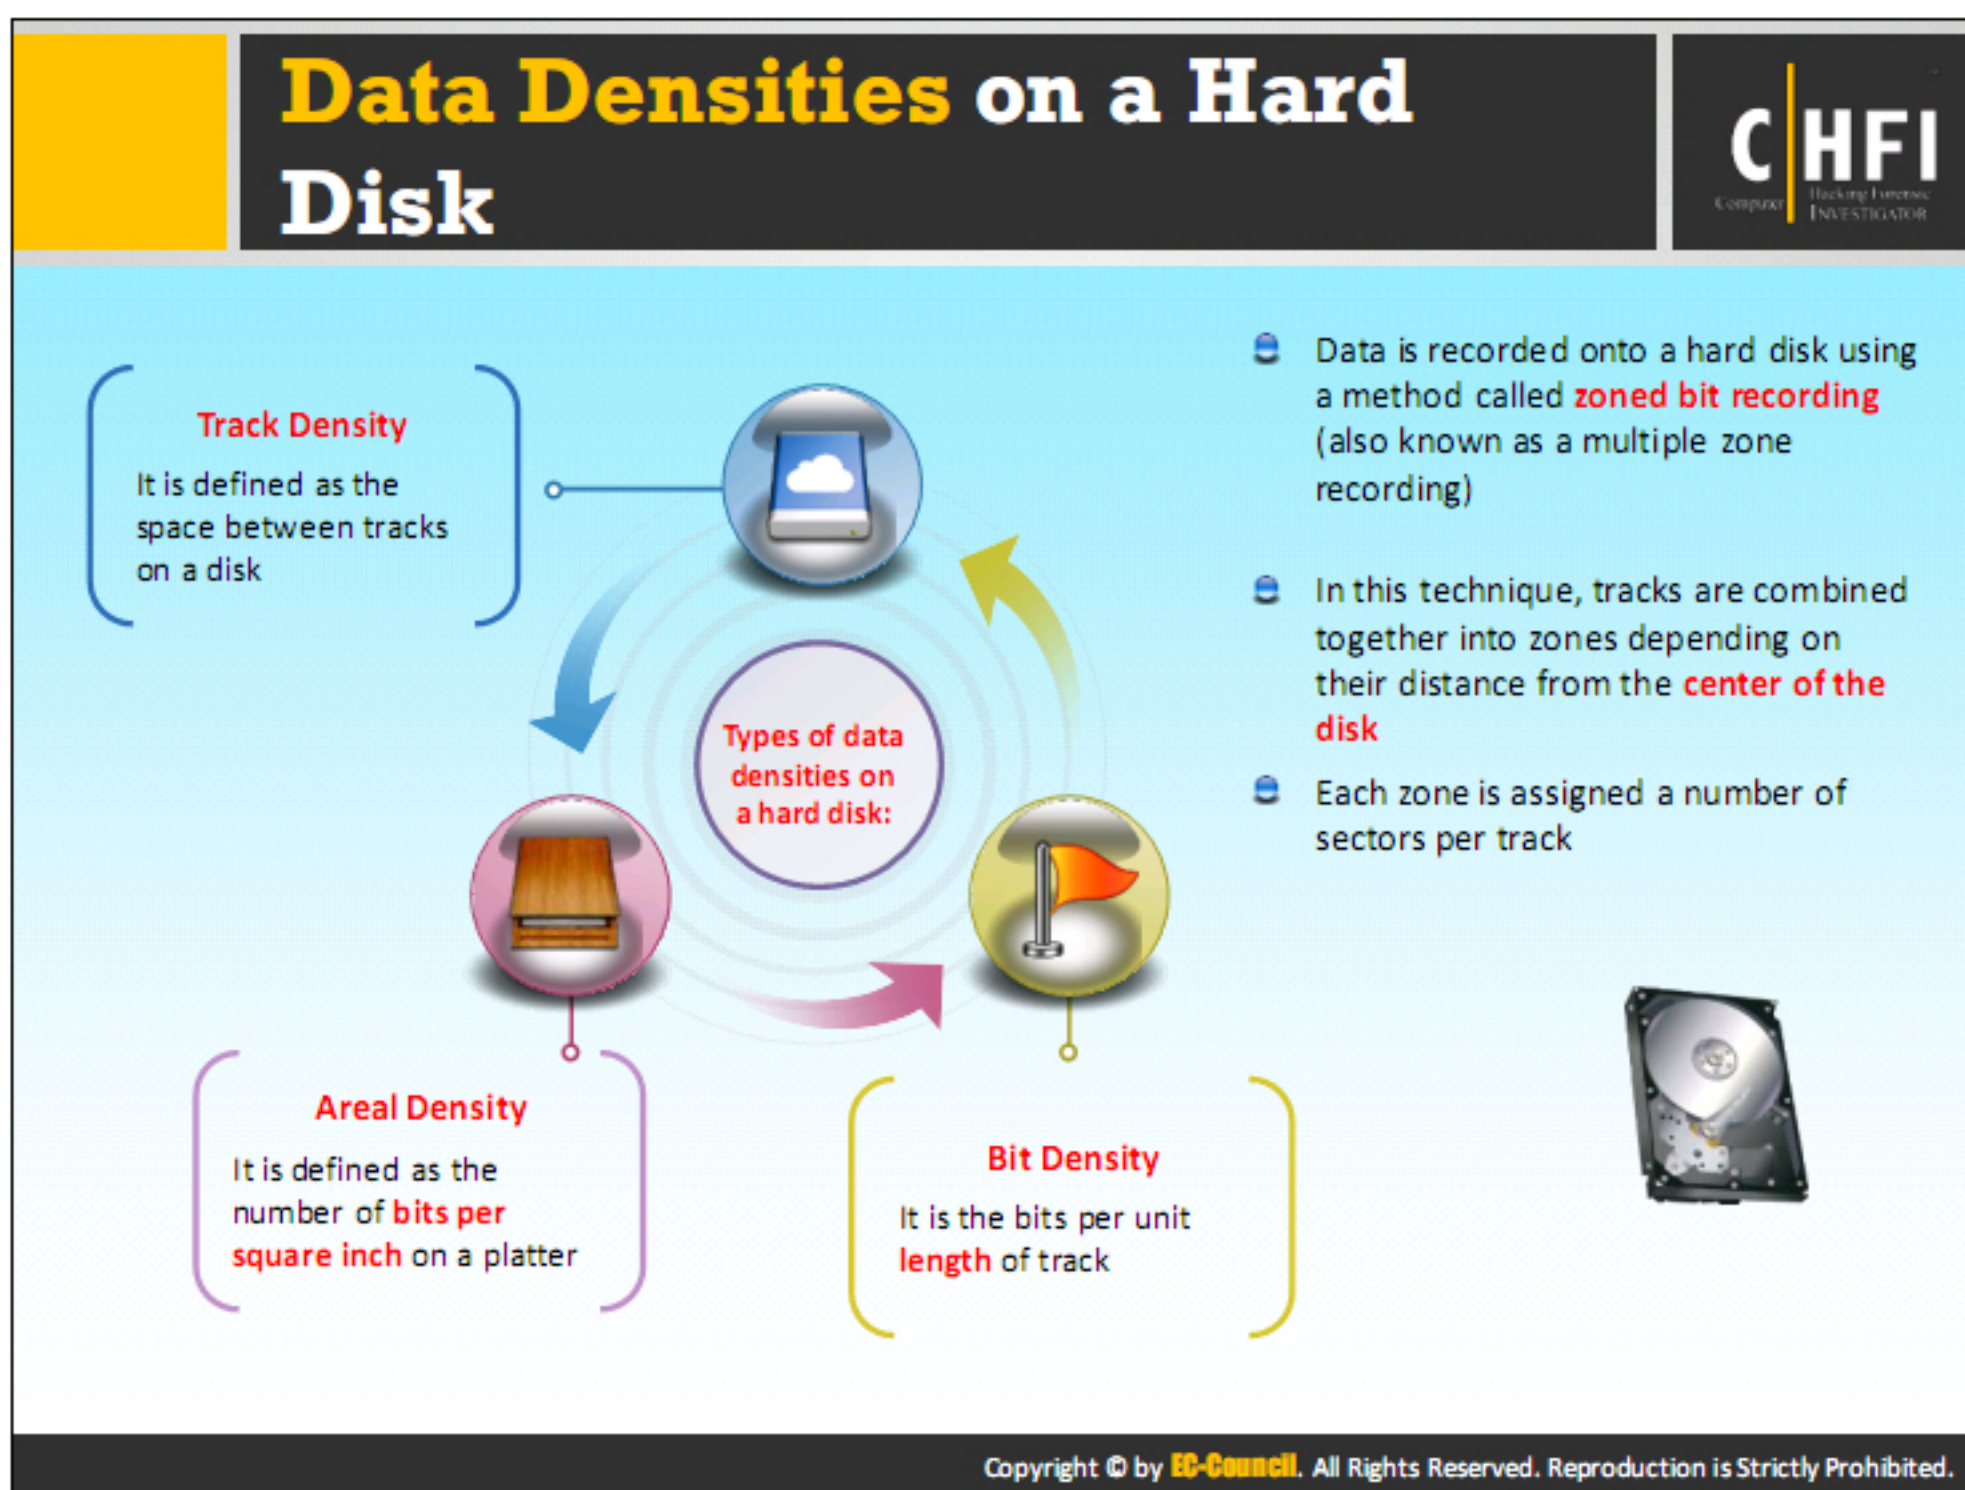 Data Densities on a Hard
Disk
C HFI
Computer
Hacking Forensic
INVESTIGATOR
Track Density
It is defined as the
space between tracks
on a disk
Types of data
densities on
a hard disk:
Areal Density
It is defined as the
number of bits per
square inch on a platter
Bit Density
It is the bits per unit
length of track
Data is recorded onto a hard disk using
a method called zoned bit recording
(also known as a multiple zone
recording)
In this technique, tracks are combined
together into zones depending on
their distance from the center of the
disk
Each zone is assigned a number of
sectors per track
Copyright © by EC-Council. All Rights Reserved. Reproduction is Strictly Prohibited.